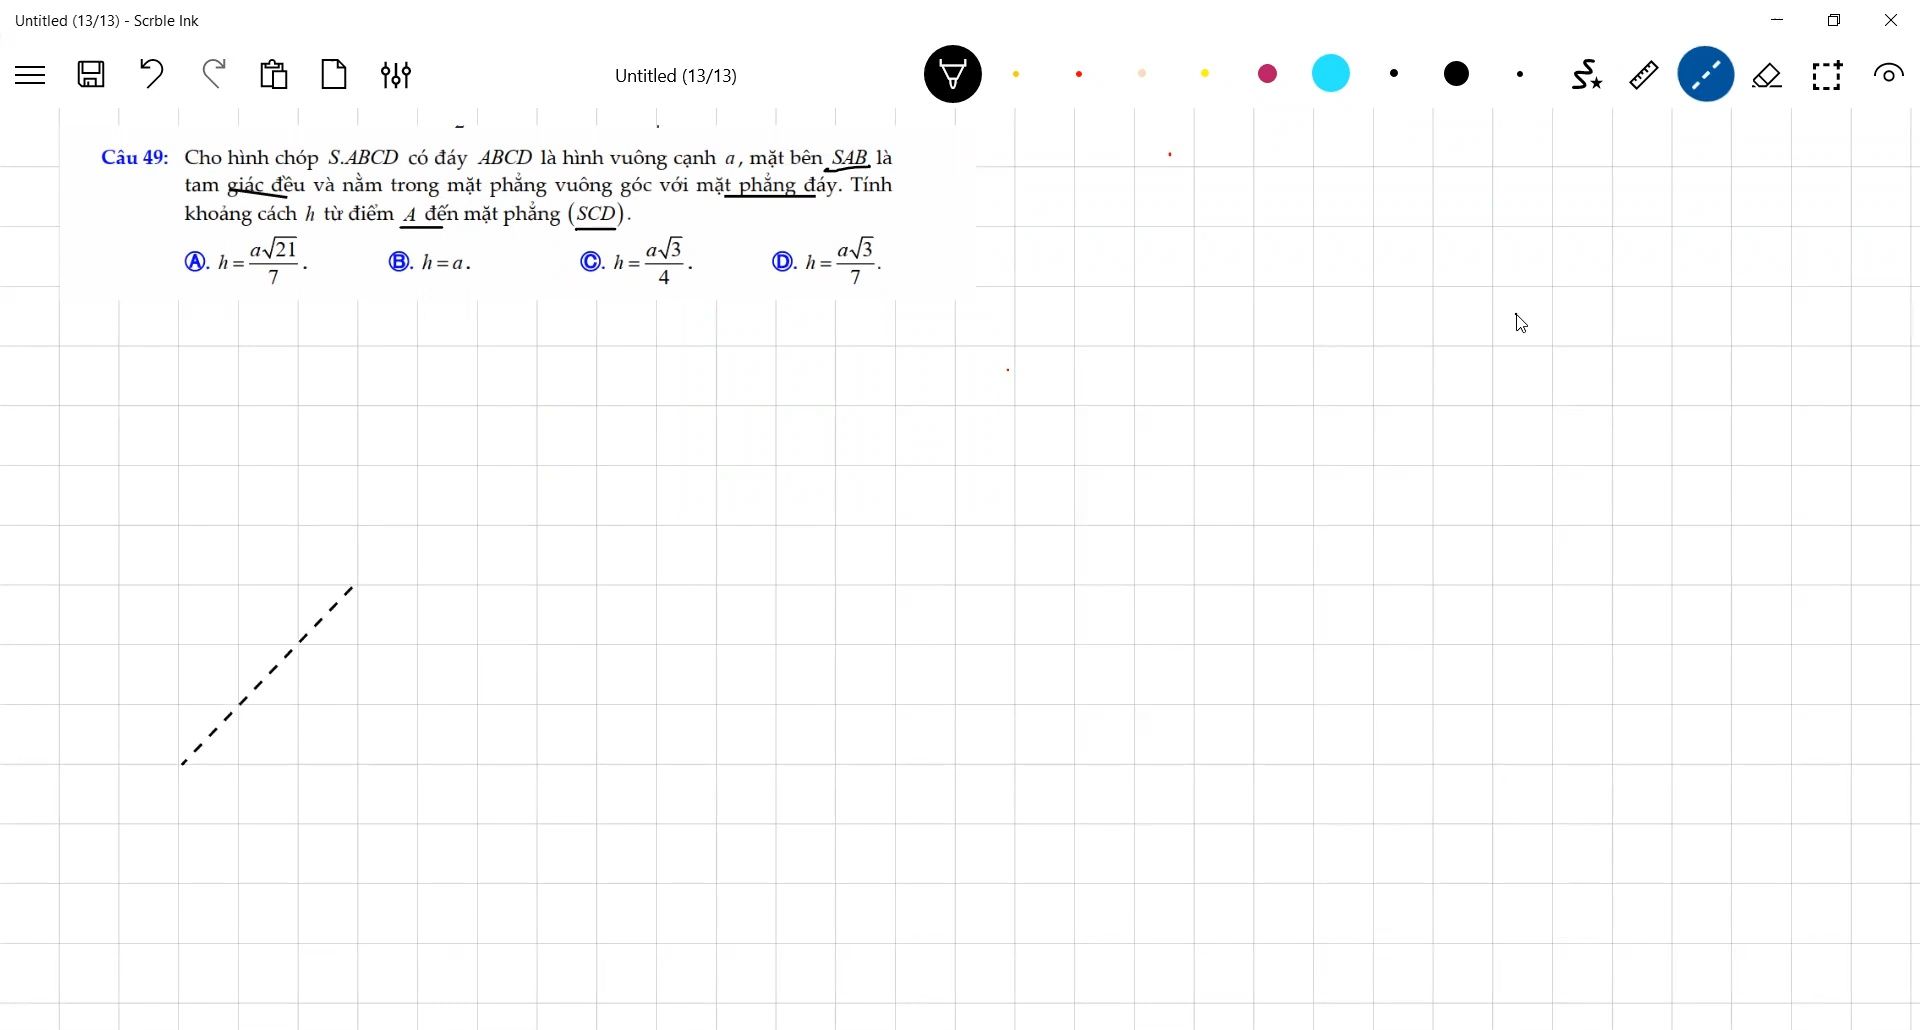 Untitled (13/13) - Scrble Ink
Untitled (13/13)
Câu 49: Cho hình chóp S.ABCD có đáy ABCD là hình vuông cạnh a, mặt bên SAB là
tam giác đều và nằm trong mặt phẳng vuông góc với mặt phẳng đáy. Tính
khoảng cách h từ điểm A đến mặt phẳng (SCD).
A. h = a√21/7. B. h = a. C. h = a√3/4. D. h = a√3/7.